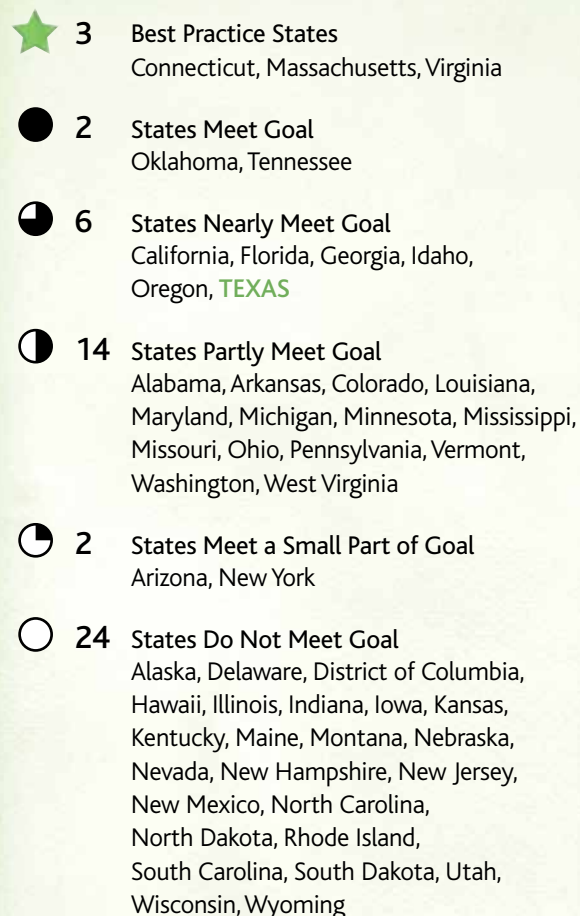 3 Best Practice States
Connecticut, Massachusetts, Virginia
2 States Meet Goal
Oklahoma, Tennessee
6 States Nearly Meet Goal
California, Florida, Georgia, Idaho,
Oregon, TEXAS
14 States Partly Meet Goal
Alabama, Arkansas, Colorado, Louisiana,
Maryland, Michigan, Minnesota, Mississippi,
Missouri, Ohio, Pennsylvania, Vermont,
Washington, West Virginia
2 States Meet a Small Part of Goal
Arizona, New York
24 States Do Not Meet Goal
Alaska, Delaware, District of Columbia,
Hawaii, Illinois, Indiana, Iowa, Kansas,
Kentucky, Maine, Montana, Nebraska,
Nevada, New Hampshire, New Jersey,
New Mexico, North Carolina,
North Dakota, Rhode Island,
South Carolina, South Dakota, Utah,
Wisconsin, Wyoming